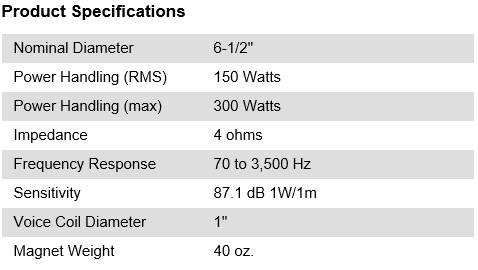 Product Specifications
Nominal Diameter 6-1/2"
Power Handling (RMS) 150 Watts
Power Handling (max) 300 Watts
Impedance 4 ohms
Frequency Response 70 to 3,500 Hz
Sensitivity 87.1 dB 1W/1m
Voice Coil Diameter 1"
Magnet Weight 40 oz.